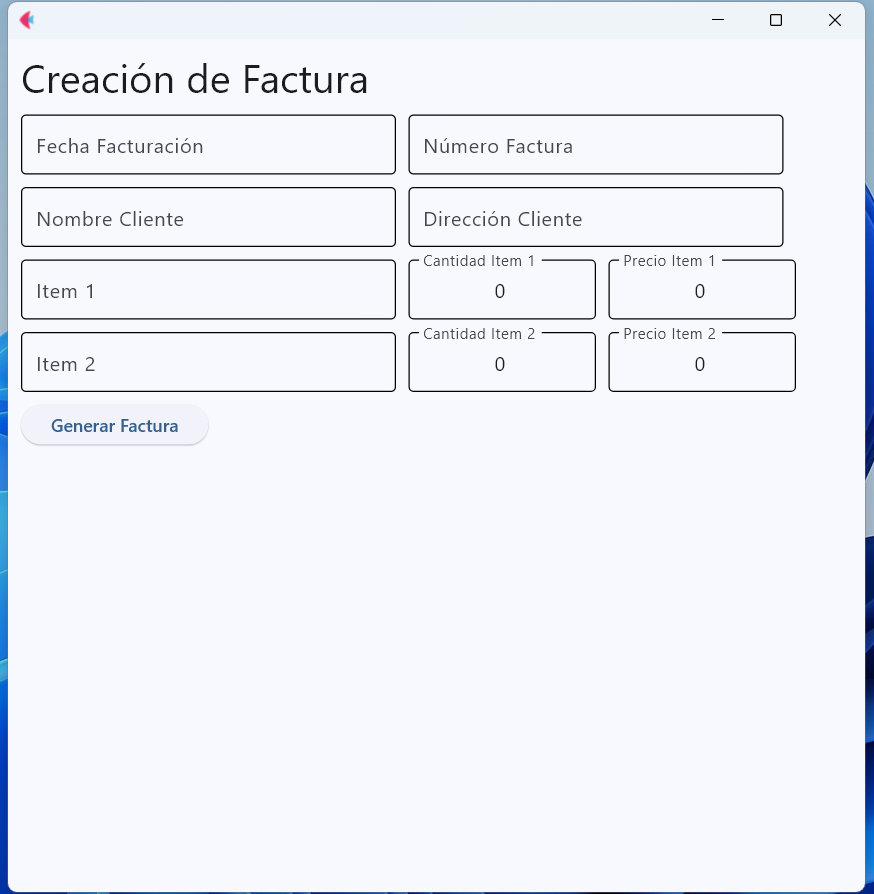 Creación de Factura
Fecha Facturación Número Factura
Nombre Cliente Dirección Cliente
Cantidad Item 1 Precio Item 1
Item 1 0 0
Cantidad Item 2 Precio Item 2
Item 2 0 0
Generar Factura